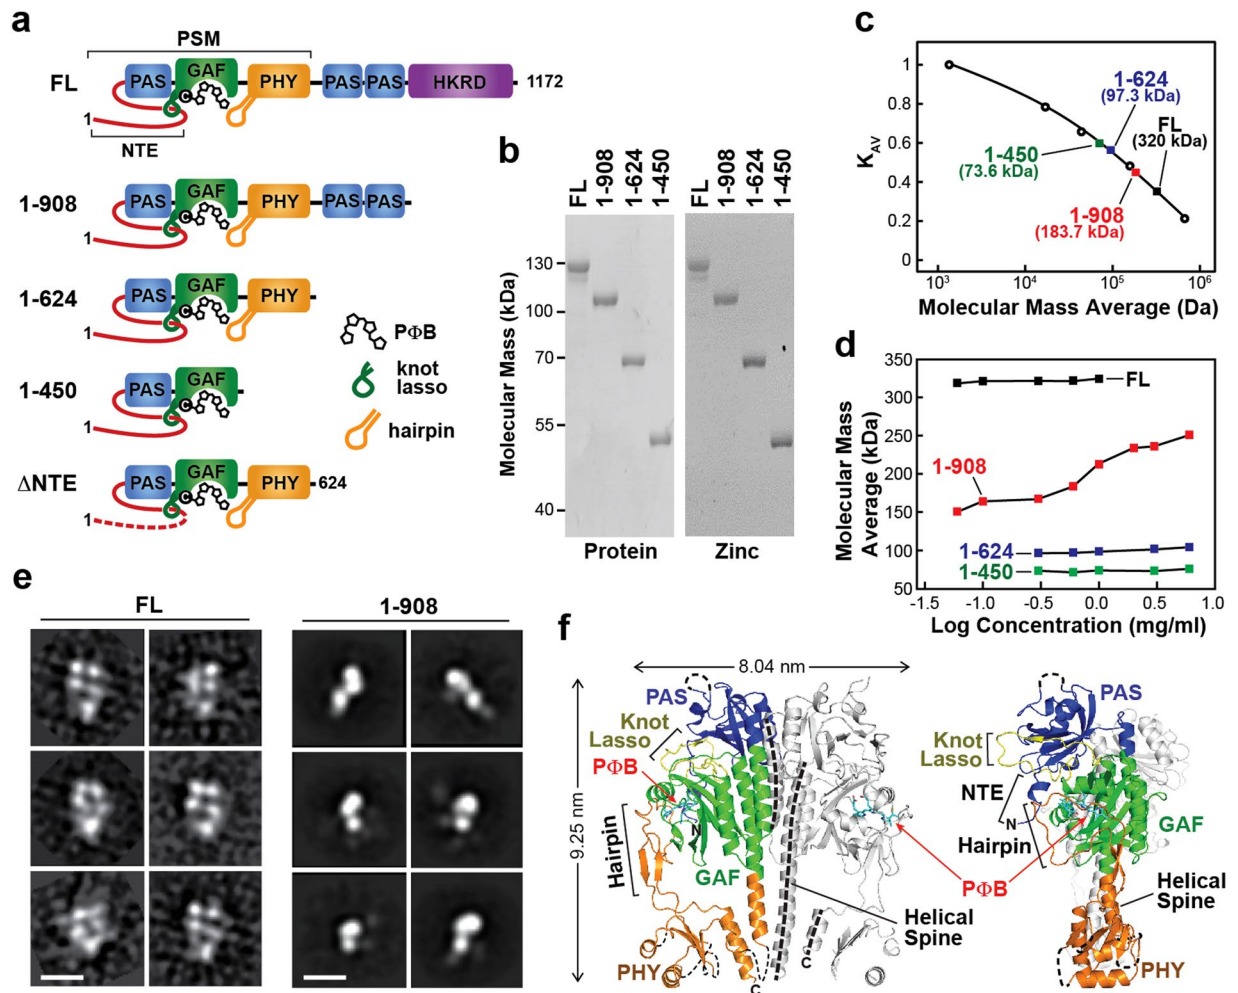 a
PSM
FL
PAS
GAF
PHY
PAS
PAS
HKRD
1172
C
1
NTE
1-908
PAS
GAF
PHY
PAS
PAS
C
1
1-624
PAS
GAF
PHY
C
1
1-450
PAS
GAF
C
1
ΔNTE
PAS
GAF
PHY
624
C
1
PΦB
knot
lasso
hairpin
b
FL
1-908
1-624
1-450
FL
1-908
1-624
1-450
Molecular Mass (kDa)
130
100
70
55
40
Protein
Zinc
c
KAV
1
0.8
0.6
0.4
0.2
0
1-624
(97.3 kDa)
FL
(320 kDa)
1-450
(73.6 kDa)
1-908
(183.7 kDa)
10³
10⁴
10⁵
10⁶
Molecular Mass Average (Da)
d
Molecular Mass
Average (kDa)
350
300
250
200
150
100
50
FL
1-908
1-624
1-450
-1.5
-1.0
-0.5
0.0
0.5
1.0
Log Concentration (mg/ml)
e
FL
1-908
f
8.04 nm
9.25 nm
PAS
Knot
Lasso
PΦB
Hairpin
N
GAF
PHY
C
C
Helical
Spine
PΦB
PAS
Knot
Lasso
NTE
N
Hairpin
GAF
Helical
Spine
PHY